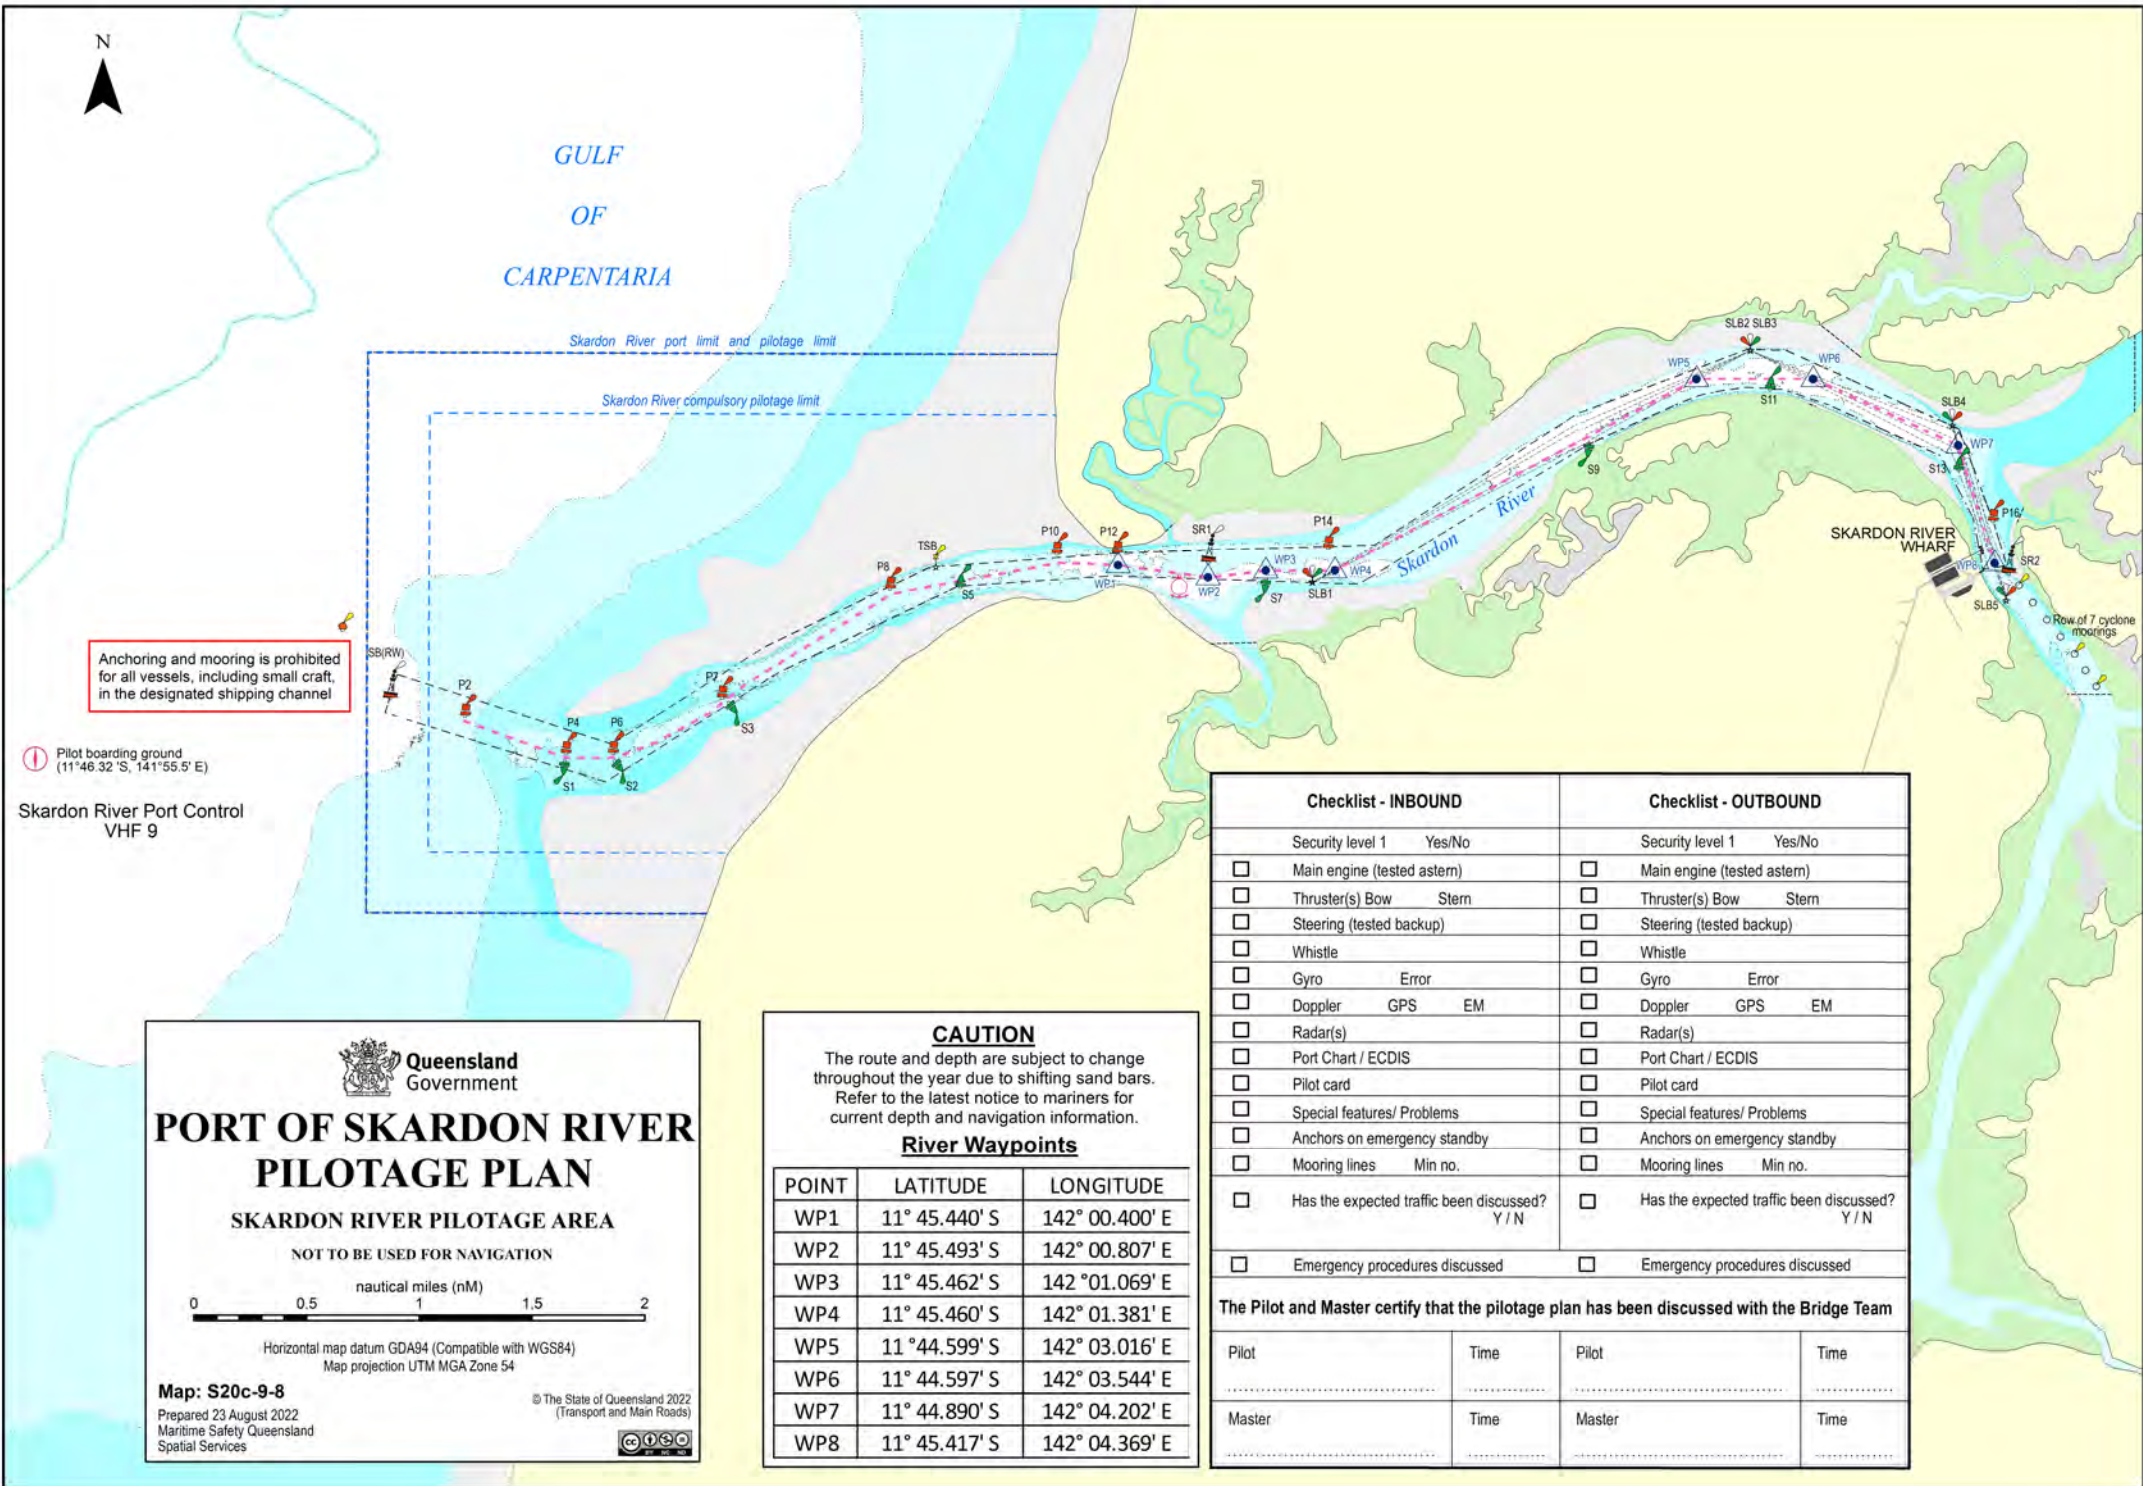 N
GULF
OF
CARPENTARIA
Skardon River port limit and pilotage limit
Skardon River compulsory pilotage limit
SLB2 SLB3
WP5
WP6
S11
SLB4
WP7
S13
S9
River
Skardon
P16
SKARDON RIVER
WHARF
WP8
SR2
SLB5
Row of 7 cyclone
moorings
P14
SR1
P12
P10
TSB
P8
S5
WP1
WP2
WP3
S7
SLB1
WP4
SB(RW)
P2
P4
P6
P7
S3
S1
S2
Anchoring and mooring is prohibited
for all vessels, including small craft,
in the designated shipping channel
Pilot boarding ground
(11°46.32 'S, 141°55.5' E)
Skardon River Port Control
VHF 9
Queensland
Government
PORT OF SKARDON RIVER
PILOTAGE PLAN
SKARDON RIVER PILOTAGE AREA
NOT TO BE USED FOR NAVIGATION
nautical miles (nM)
0 0.5 1 1.5 2
Horizontal map datum GDA94 (Compatible with WGS84)
Map projection UTM MGA Zone 54
Map: S20c-9-8
Prepared 23 August 2022
Maritime Safety Queensland
Spatial Services
© The State of Queensland 2022
(Transport and Main Roads)
cc
BY NC ND
CAUTION
The route and depth are subject to change
throughout the year due to shifting sand bars.
Refer to the latest notice to mariners for
current depth and navigation information.
River Waypoints
POINT LATITUDE LONGITUDE
WP1 11° 45.440' S 142° 00.400' E
WP2 11° 45.493' S 142° 00.807' E
WP3 11° 45.462' S 142 °01.069' E
WP4 11° 45.460' S 142° 01.381' E
WP5 11 °44.599' S 142° 03.016' E
WP6 11° 44.597' S 142° 03.544' E
WP7 11° 44.890' S 142° 04.202' E
WP8 11° 45.417' S 142° 04.369' E
Checklist - INBOUND Checklist - OUTBOUND
Security level 1 Yes/No Security level 1 Yes/No
Main engine (tested astern) Main engine (tested astern)
Thruster(s) Bow Stern Thruster(s) Bow Stern
Steering (tested backup) Steering (tested backup)
Whistle Whistle
Gyro Error Gyro Error
Doppler GPS EM Doppler GPS EM
Radar(s) Radar(s)
Port Chart / ECDIS Port Chart / ECDIS
Pilot card Pilot card
Special features/ Problems Special features/ Problems
Anchors on emergency standby Anchors on emergency standby
Mooring lines Min no. Mooring lines Min no.
Has the expected traffic been discussed? Has the expected traffic been discussed?
Y / N Y / N
Emergency procedures discussed Emergency procedures discussed
The Pilot and Master certify that the pilotage plan has been discussed with the Bridge Team
Pilot Time Pilot Time
Master Time Master Time